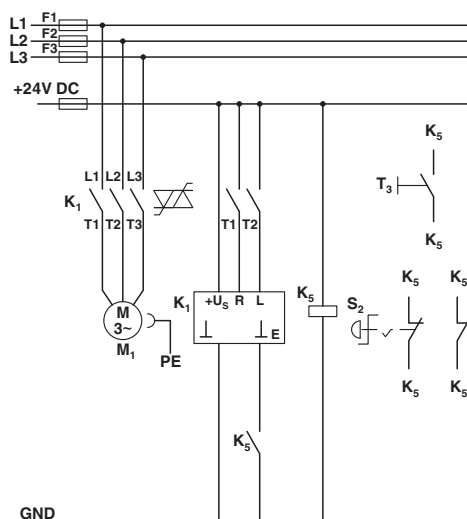 L1 F1
L2 F2
L3 F3
+24V DC
K5
L1 L2 L3
K1 T3
T1 T2 T3 T1 T2
K5
K5 K5
K1 +US R L K5 S2
M
3~ E
M1 PE
K5 K5
K5
GND